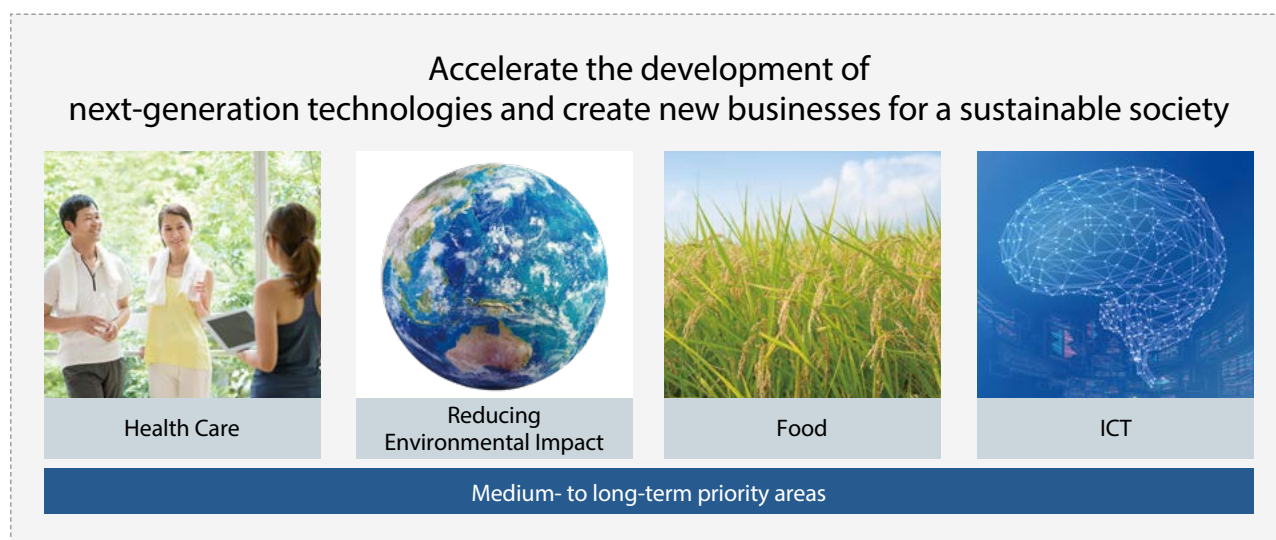 Accelerate the development of
next-generation technologies and create new businesses for a sustainable society
Health Care
Reducing
Environmental Impact
Food
ICT
Medium- to long-term priority areas